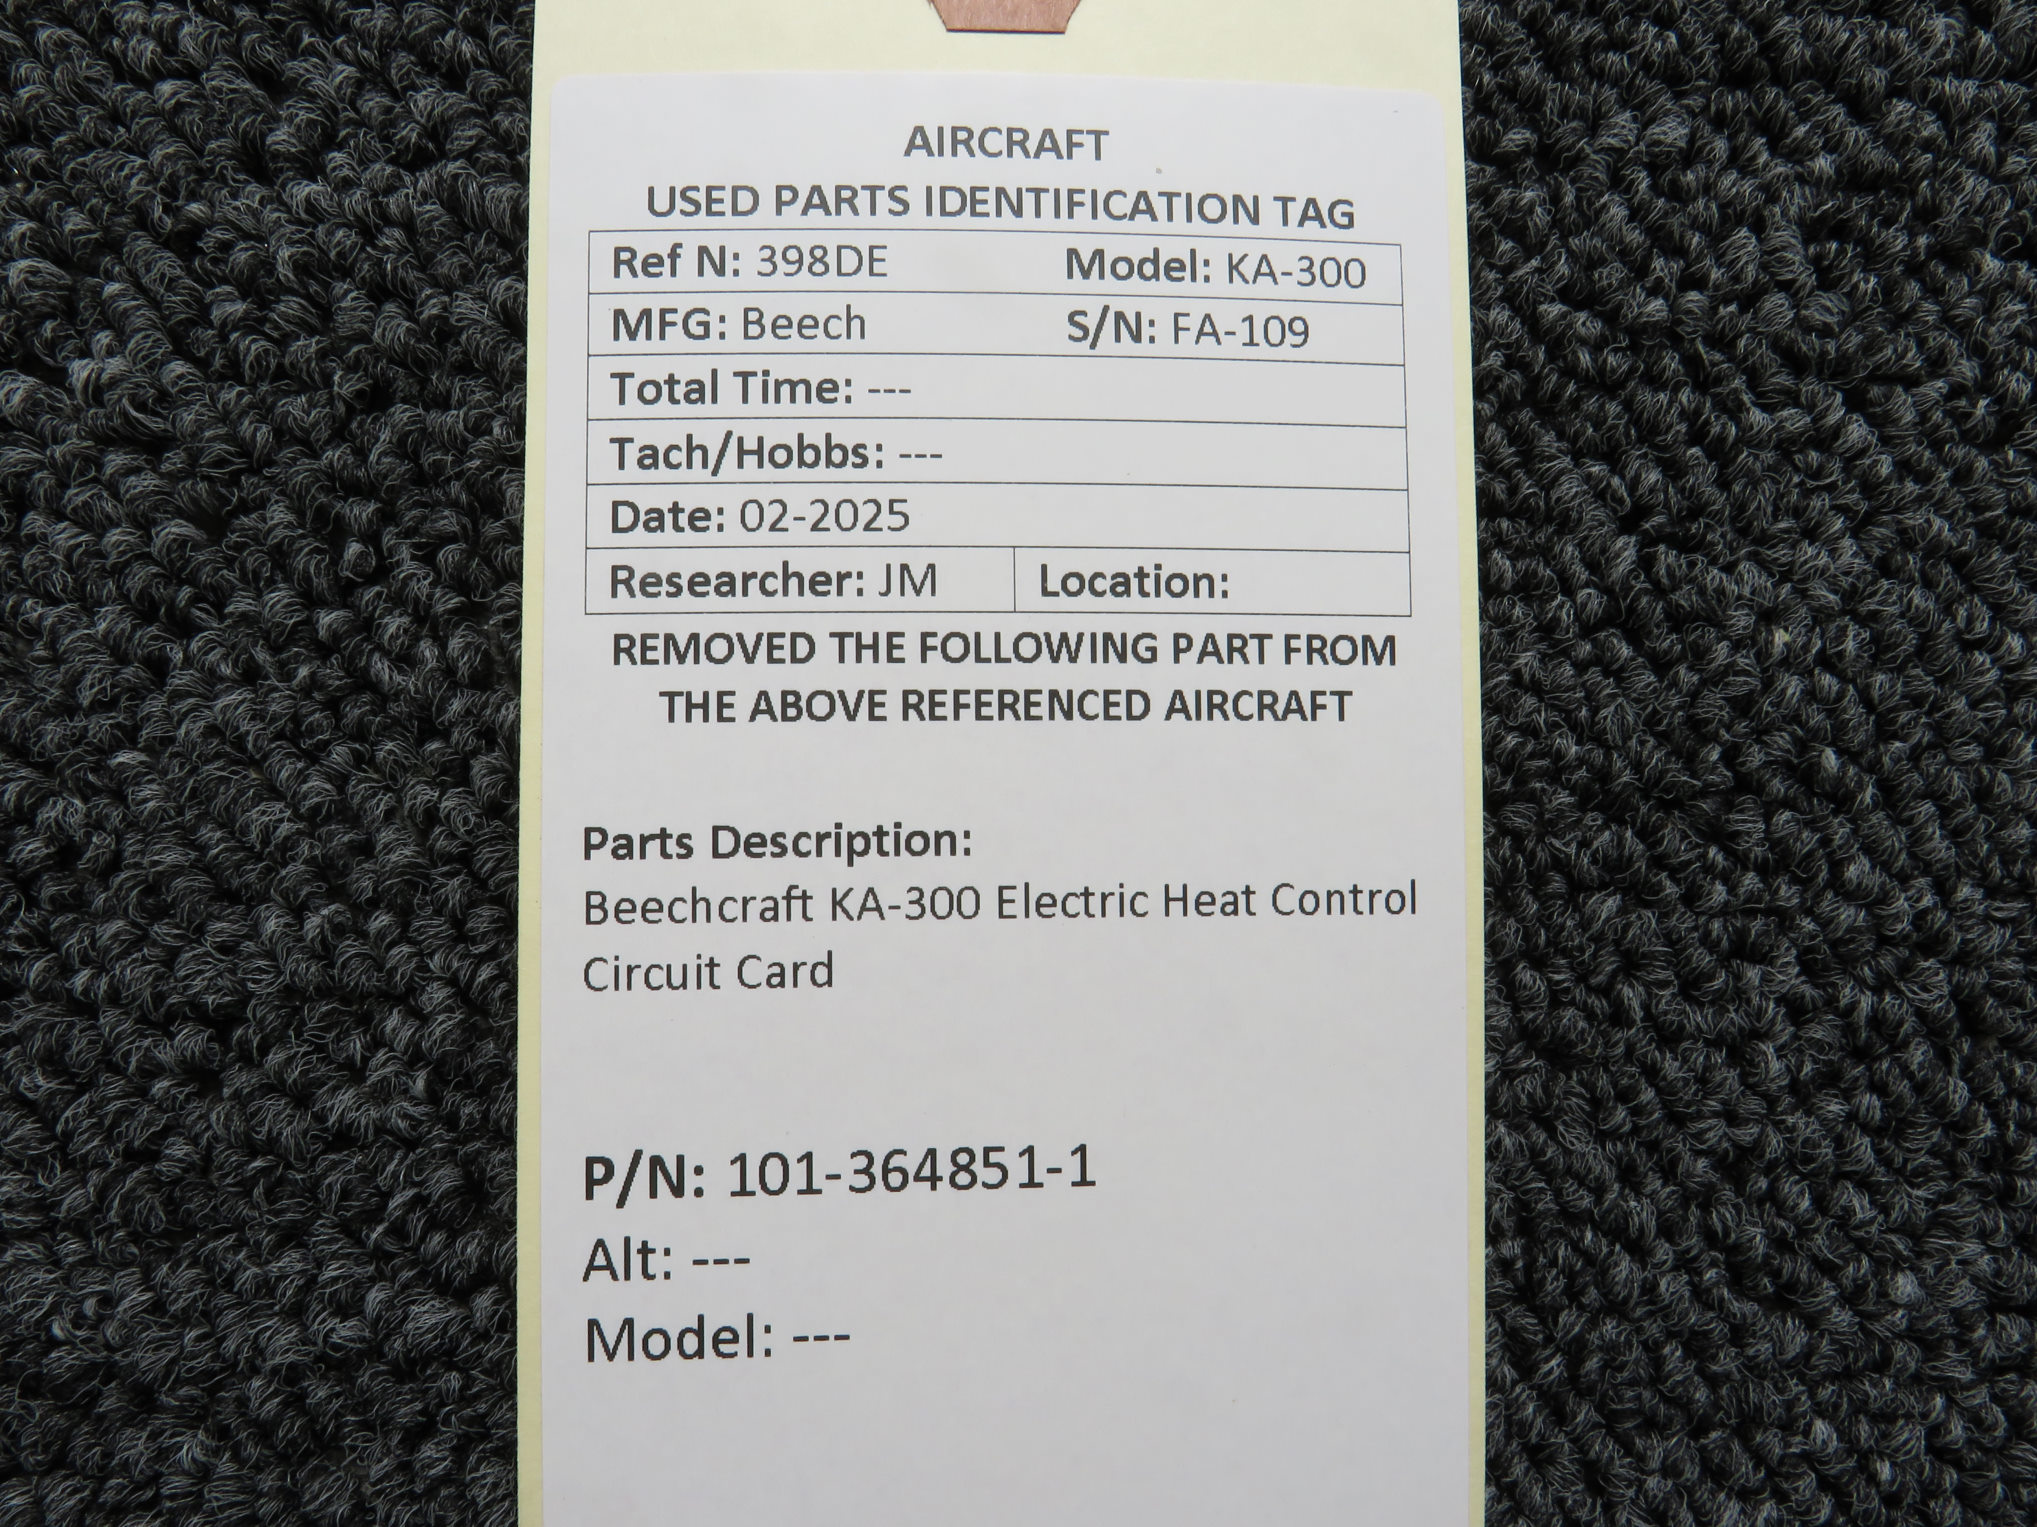 AIRCRAFT
USED PARTS IDENTIFICATION TAG
Ref N: 398DE Model: KA-300
MFG: Beech S/N: FA-109
Total Time: ---
Tach/Hobbs: ---
Date: 02-2025
Researcher: JM Location:
REMOVED THE FOLLOWING PART FROM
THE ABOVE REFERENCED AIRCRAFT
Parts Description:
Beechcraft KA-300 Electric Heat Control
Circuit Card
P/N: 101-364851-1
Alt: ---
Model: ---